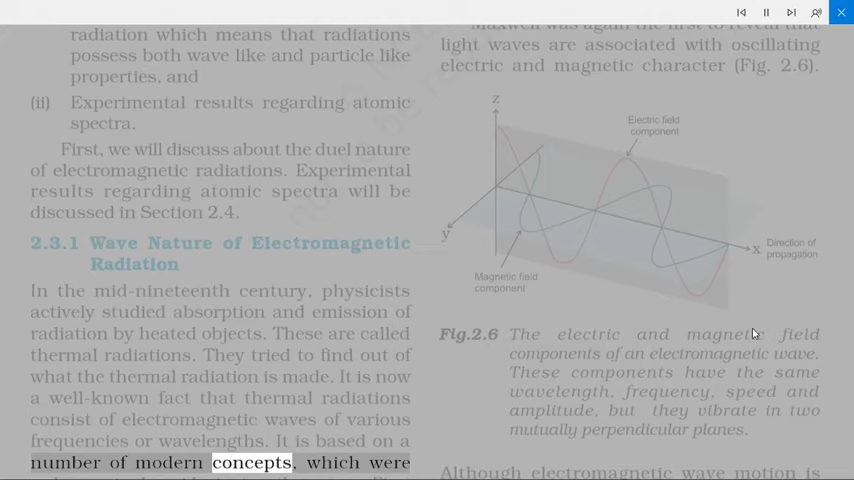 radiation which means that radiations
possess both wave like and particle like
properties, and
(ii) Experimental results regarding atomic
spectra.
First, we will discuss about the duel nature
of electromagnetic radiations. Experimental
results regarding atomic spectra will be
discussed in Section 2.4.
2.3.1 Wave Nature of Electromagnetic
Radiation
In the mid-nineteenth century, physicists
actively studied absorption and emission of
radiation by heated objects. These are called
thermal radiations. They tried to find out of
what the thermal radiation is made. It is now
a well-known fact that thermal radiations
consist of electromagnetic waves of various
frequencies or wavelengths. It is based on a
number of modern concepts, which were
Maxwell was again the first to reveal that
light waves are associated with oscillating
electric and magnetic character (Fig. 2.6).
z
Electric field
component
y
x
Direction of
propagation
Magnetic field
component
Fig.2.6 The electric and magnetic field
components of an electromagnetic wave.
These components have the same
wavelength, frequency, speed and
amplitude, but they vibrate in two
mutually perpendicular planes.
Although electromagnetic wave motion is